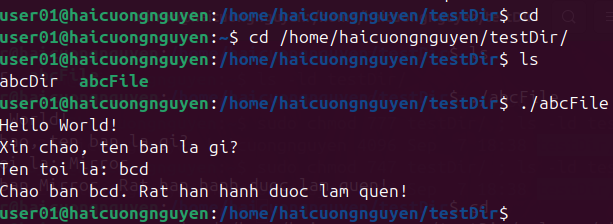 user01@haicuongnguyen:/home/haicuongnguyen/testDir$ cd
user01@haicuongnguyen:~$ cd /home/haicuongnguyen/testDir/
user01@haicuongnguyen:/home/haicuongnguyen/testDir$ ls
abcDir  abcFile
user01@haicuongnguyen:/home/haicuongnguyen/testDir$ ./abcFile
Hello World!
Xin chao, ten ban la gi?
Ten toi la: bcd
Chao ban bcd. Rat han hanh duoc lam quen!
user01@haicuongnguyen:/home/haicuongnguyen/testDir$